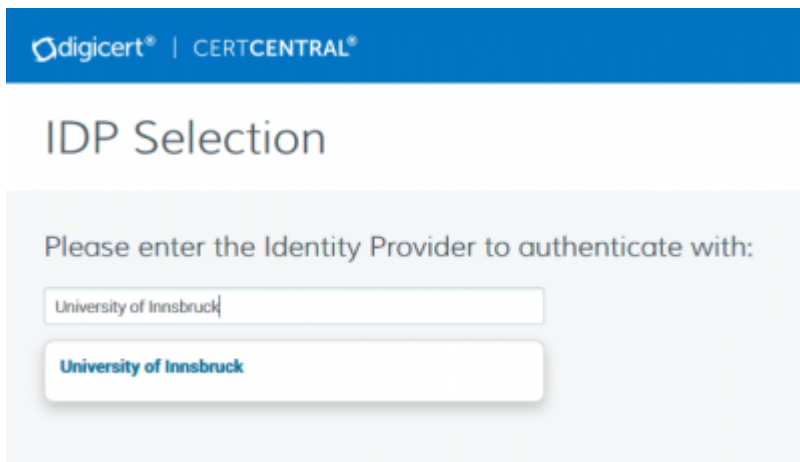 digicert® | CERTCENTRAL®
IDP Selection
Please enter the Identity Provider to authenticate with:
University of Innsbruck
University of Innsbruck